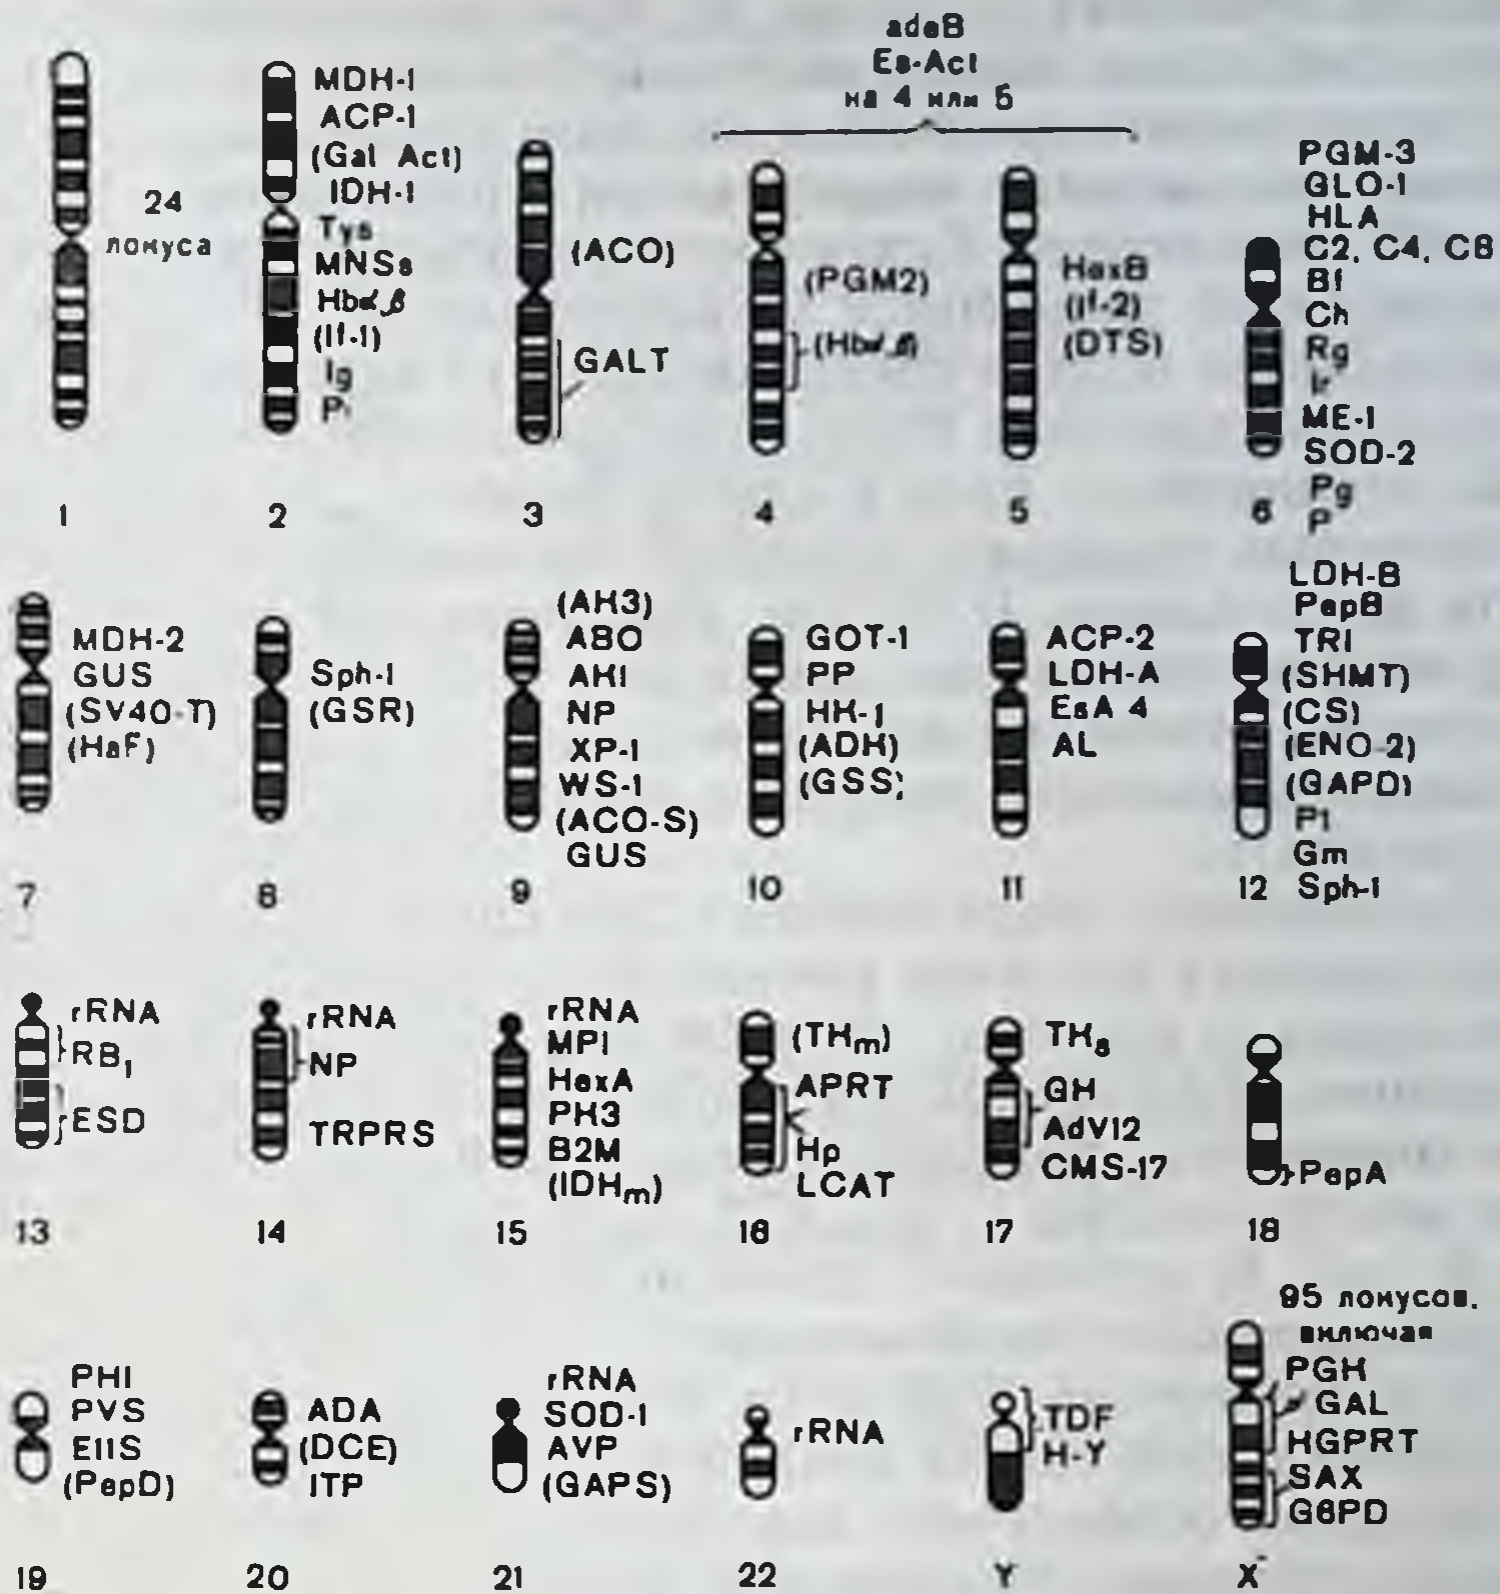 adeB
Es-Act
на 4 или 5
24
локуса
1
MDH-1
ACP-1
(Gal Act)
IDH-1
Tys
MNSs
Hbα,β
(If-1)
Ig
2
(ACO)
GALT
3
(PGM2)
(Hbα,β)
4
HexB
(If-2)
(DTS)
5
PGM-3
GLO-1
HLA
C2, C4, C8
Bf
Ch
Rg
Ir
ME-1
SOD-2
Pg
P
6
MDH-2
GUS
(SV40-T)
(HaF)
7
Sph-1
(GSR)
8
(AH3)
ABO
AH1
NP
XP-1
WS-1
(ACO-S)
GUS
9
GOT-1
PP
HK-1
(ADH)
(GSS)
10
ACP-2
LDH-A
EsA 4
AL
11
LDH-B
PepB
TRI
(SHMT)
(CS)
(ENO-2)
(GAPD)
Gm
Sph-1
12
rRNA
RB1
ESD
13
rRNA
NP
TRPRS
14
rRNA
MPI
HexA
PH3
B2M
(IDHm)
15
(THm)
APRT
Hp
LCAT
16
THs
GH
AdV12
CMS-17
17
PepA
18
PHI
PVS
E11S
(PepD)
19
ADA
(DCE)
ITP
20
rRNA
SOD-1
AVP
(GAPS)
21
rRNA
22
TDF
H-Y
Y
95 локусов,
включая
PGH
GAL
HGPRT
SAX
G6PD
X